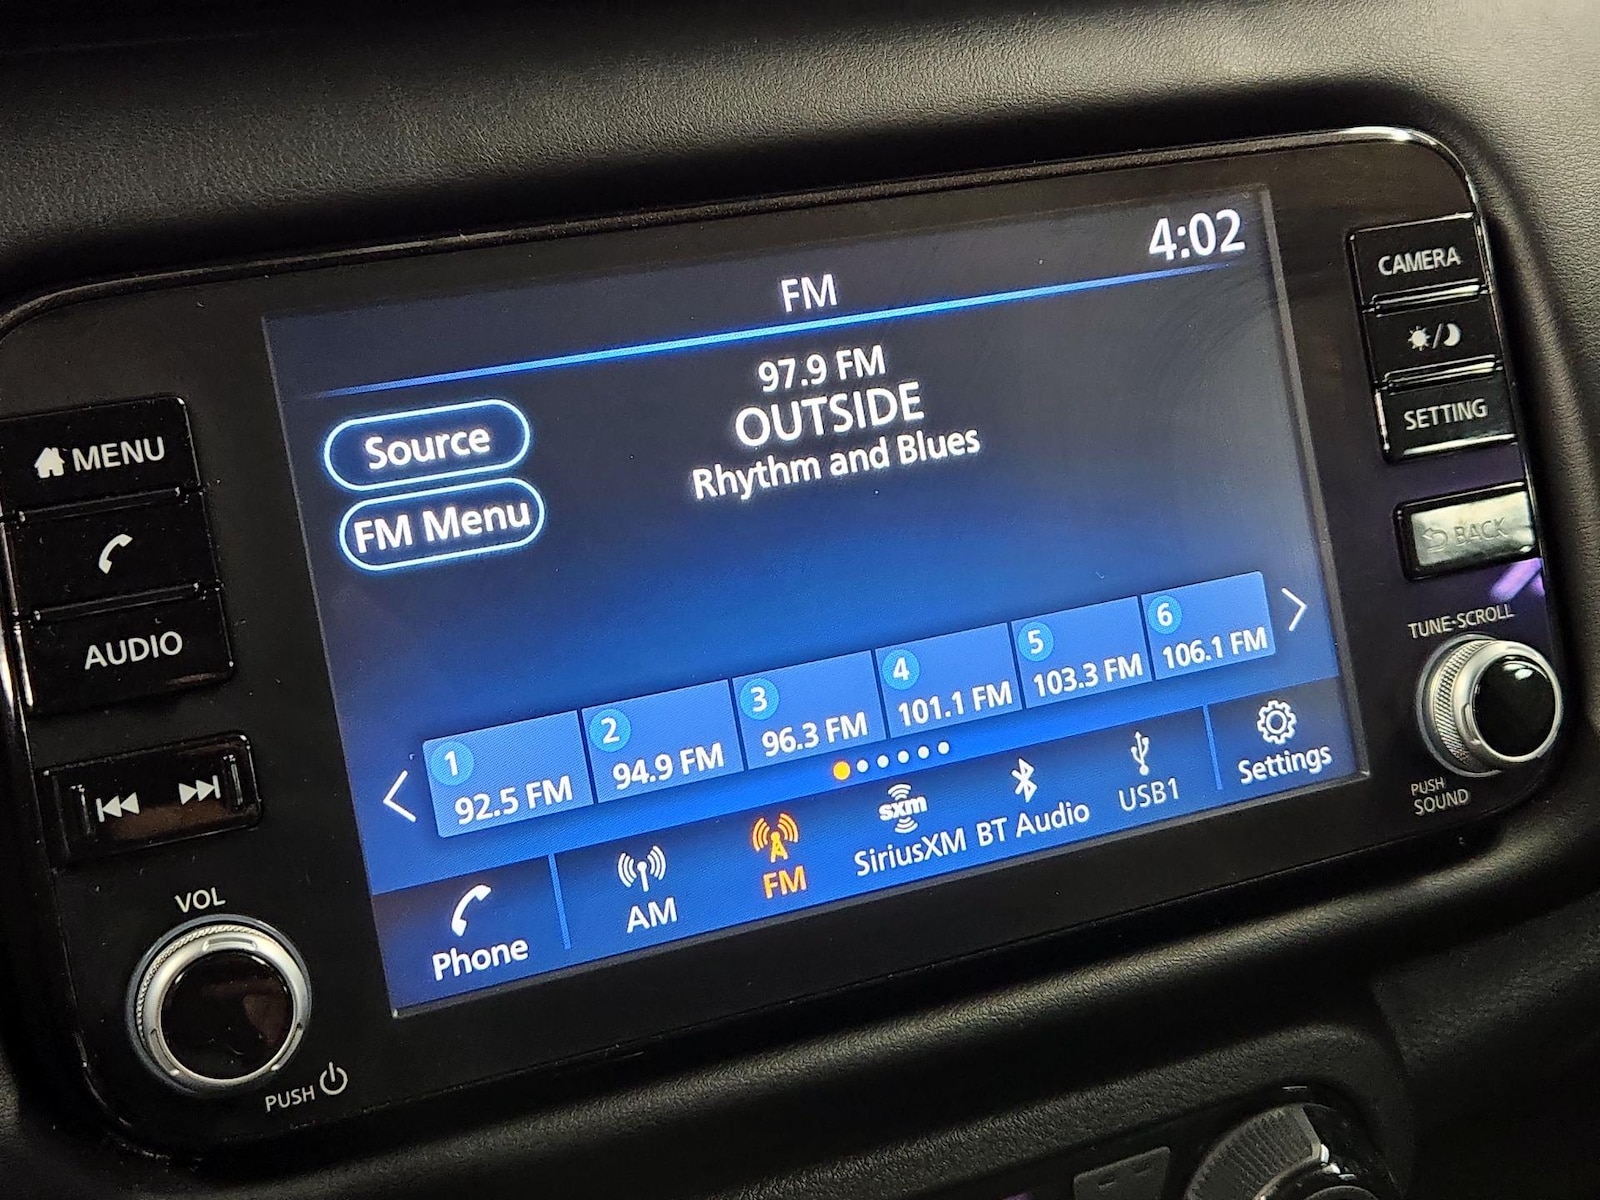 4:02
FM
97.9 FM
OUTSIDE
Rhythm and Blues
Source
FM Menu
1
92.5 FM
2
94.9 FM
3
96.3 FM
4
101.1 FM
5
103.3 FM
6
106.1 FM
Phone
AM
FM
sxm
SiriusXM
BT Audio
USB1
Settings
MENU
AUDIO
VOL
PUSH
CAMERA
SETTING
BACK
TUNE-SCROLL
PUSH
SOUND